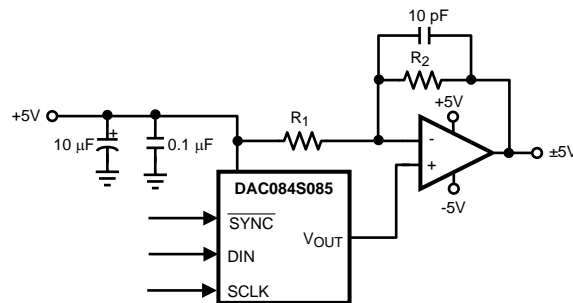 10 pF
R2
+5V
R1
+5V
10 μF
+
0.1 μF
-
+
±5V
-5V
DAC084S085
SYNC
VOUT
DIN
SCLK